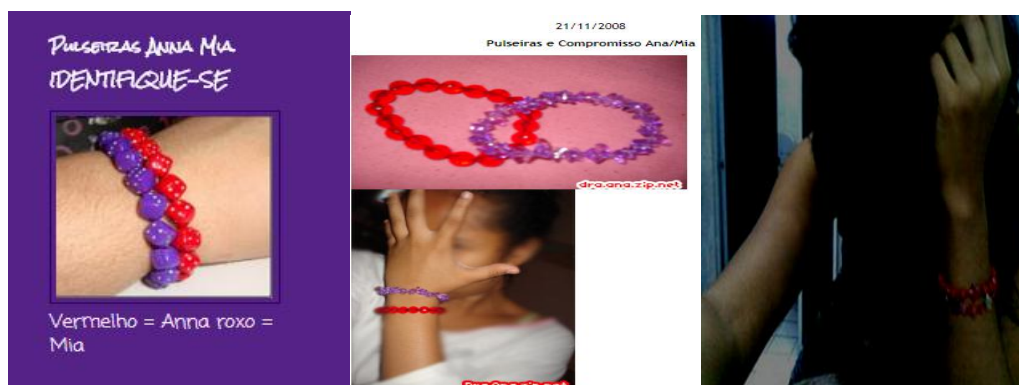 Pulseiras Anna Mia
IDENTIFIQUE-SE
Vermelho = Anna roxo =
Mia
21/11/2008
Pulseiras e Compromisso Ana/Mia
dra.ana.zip.net